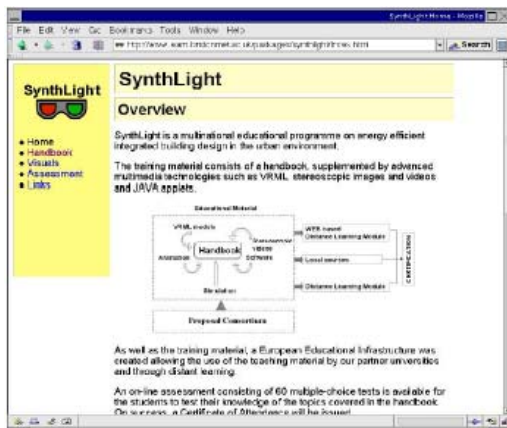 SynthLight Home - Mozilla
File Edit View Go Bookmarks Tools Window Help
Search
SynthLight
Home
Handbook
Visuals
Assessment
Links
SynthLight
Overview
SynthLight is a multinational educational programme on energy efficient
integrated building design in the urban environment.
The training material consists of a handbook, supplemented by advanced
multimedia technologies such as VRML, stereoscopic images and videos
and JAVA applets.
Educational Material
VRML models
Handbook
Stereoscopic
videos
Animation
Software
Simulation
Proposal Consortium
WEB based
Distance Learning Module
Local sources
Distance Learning Module
CERTIFICATION
As well as the training material, a European Educational Infrastructure was
created allowing the use of the teaching material by our partner universities
and through distant learning.
An on-line assessment consisting of 60 multiple-choice tests is available for
the students to test their knowledge of the topics covered in the handbook.
On success, a Certificate of Attendance will be issued.